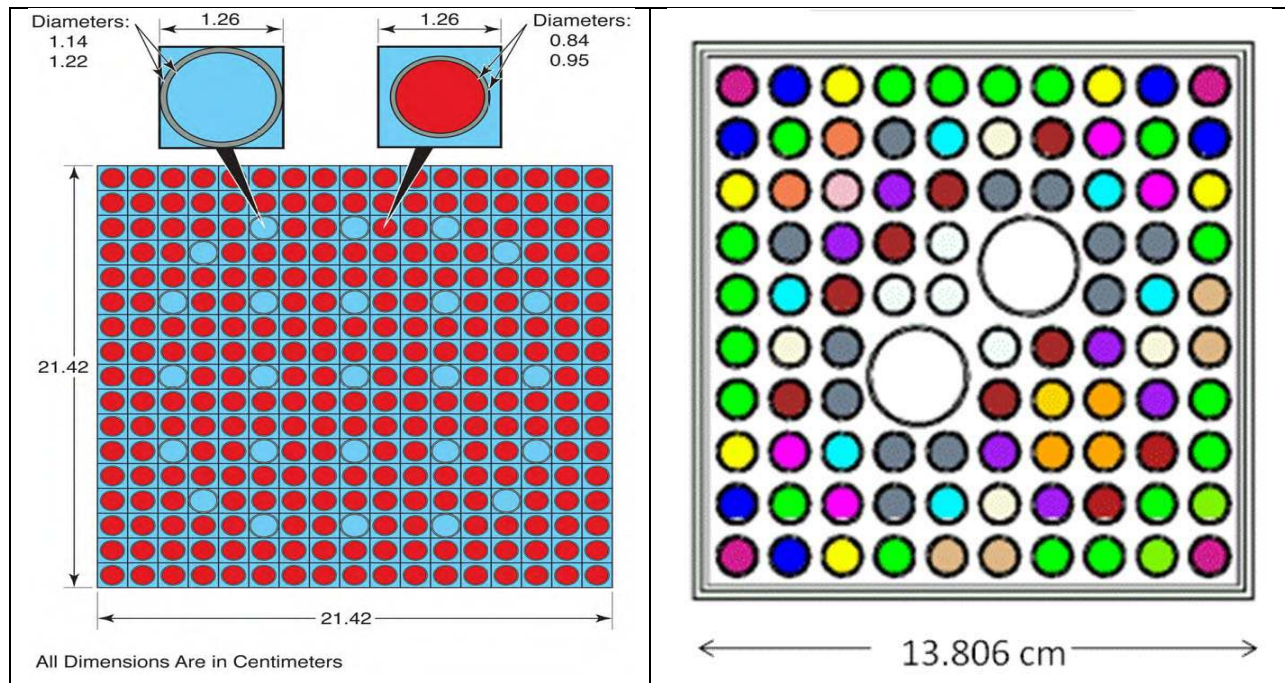 Diameters:
1.14
1.22
1.26
1.26
Diameters:
0.84
0.95
21.42
21.42
All Dimensions Are in Centimeters
13.806 cm